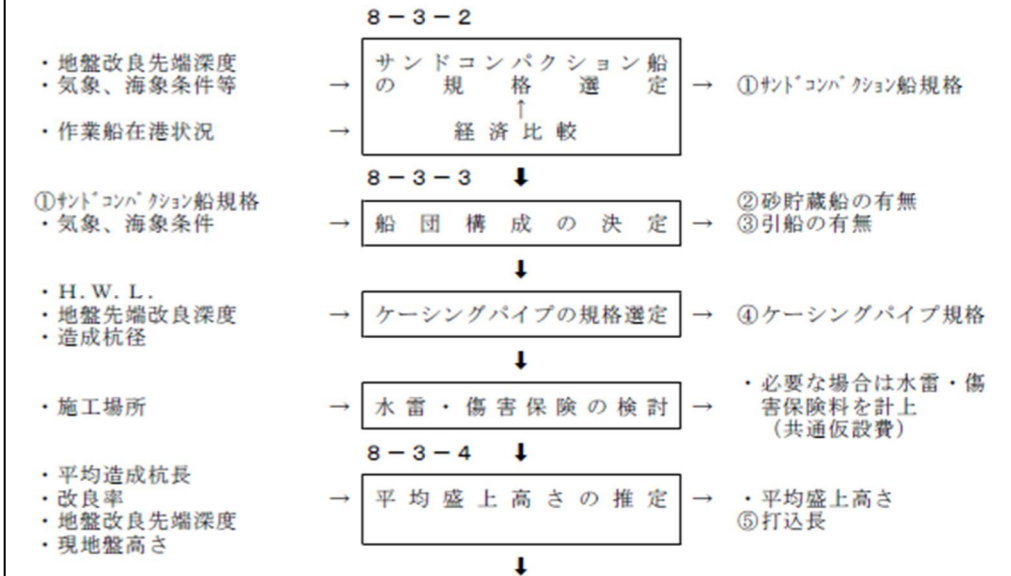 8－3－2
・地盤改良先端深度
・気象、海象条件等
→
サンドコンパクション船
の規格選定
→
①ｻﾝﾄﾞｺﾝﾊﾟｸｼｮﾝ船規格
↑
・作業船在港状況
→
経済比較
8－3－3
⬇
①ｻﾝﾄﾞｺﾝﾊﾟｸｼｮﾝ船規格
・気象、海象条件
→
船団構成の決定
→
②砂貯蔵船の有無
③引船の有無
⬇
・H.W.L.
・地盤先端改良深度
・造成杭径
→
ケーシングパイプの規格選定
→
④ケーシングパイプ規格
⬇
・施工場所
→
水雷・傷害保険の検討
→
・必要な場合は水雷・傷
害保険料を計上
（共通仮設費）
8－3－4
⬇
・平均造成杭長
・改良率
・地盤改良先端深度
・現地盤高さ
→
平均盛上高さの推定
→
・平均盛上高さ
⑤打込長
⬇